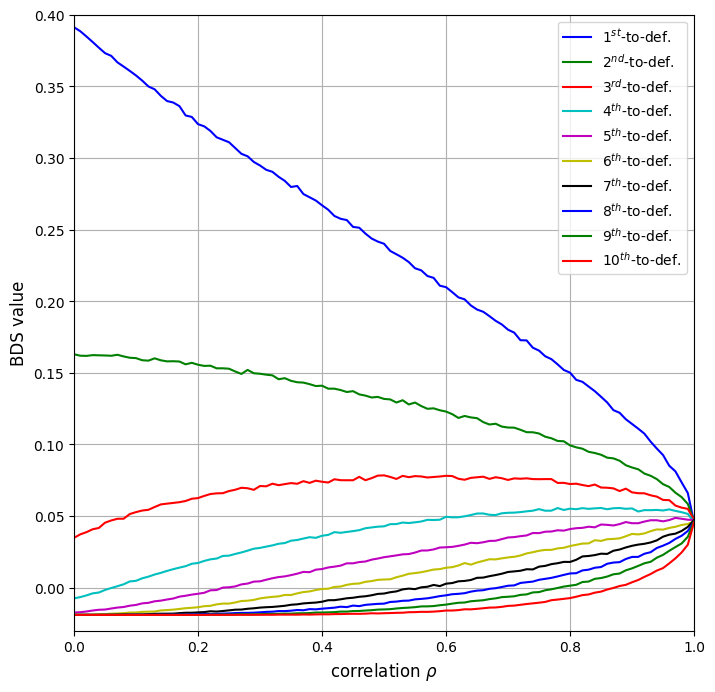 0.40
0.35
0.30
0.25
0.20
0.15
0.10
0.05
0.00
BDS value
0.0 0.2 0.4 0.6 0.8 1.0
correlation ρ
1st-to-def.
2nd-to-def.
3rd-to-def.
4th-to-def.
5th-to-def.
6th-to-def.
7th-to-def.
8th-to-def.
9th-to-def.
10th-to-def.